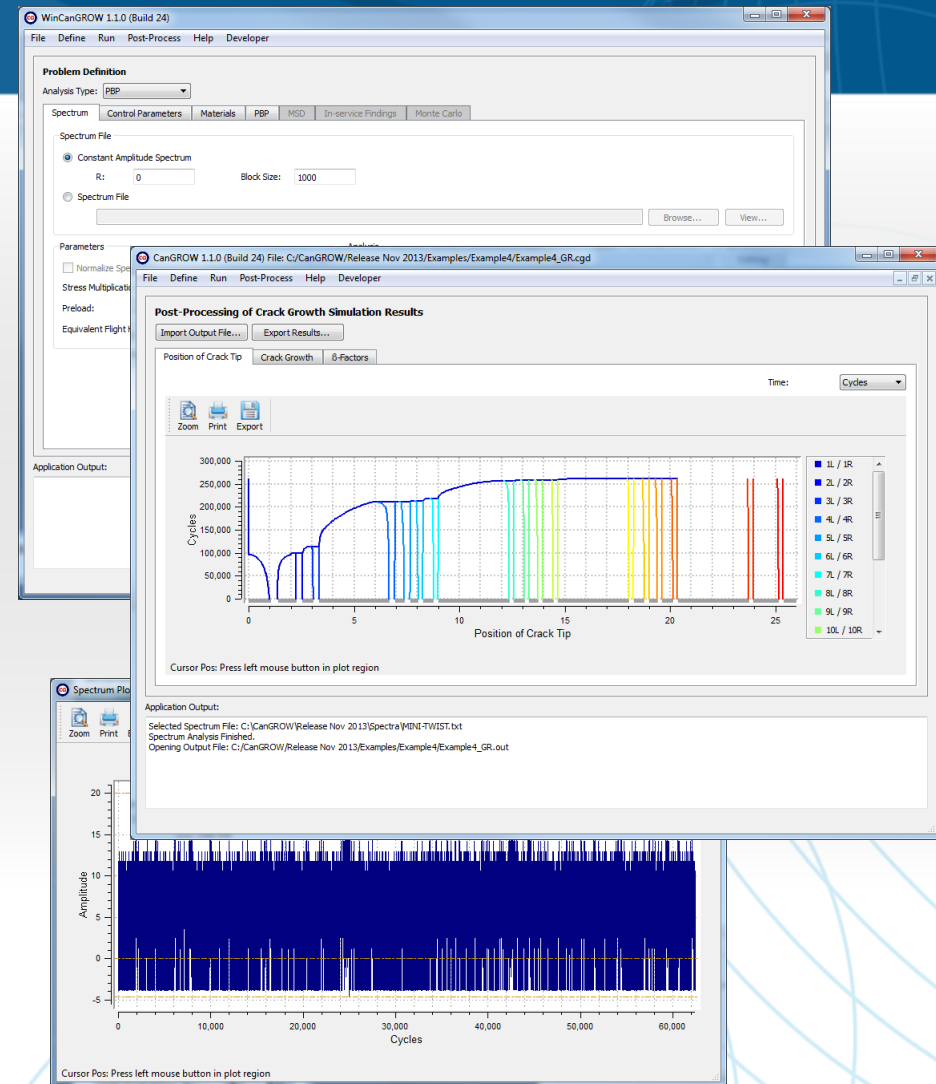 WinCanGROW 1.1.0 (Build 24)
File Define Run Post-Process Help Developer
Problem Definition
Analysis Type: PBP
Spectrum Control Parameters Materials PBP MSD In-service Findings Monte Carlo
Spectrum File
Constant Amplitude Spectrum
R: 0 Block Size: 1000
Spectrum File
Browse... View...
Parameters
Normalize Spe
Stress Multiplicati
Preload:
Equivalent Flight
Application Output:
CanGROW 1.1.0 (Build 24) File: C:/CanGROW/Release Nov 2013/Examples/Example4/Example4_GR.cgd
File Define Run Post-Process Help Developer
Post-Processing of Crack Growth Simulation Results
Import Output File... Export Results...
Position of Crack Tip Crack Growth ß-Factors
Time: Cycles
Zoom Print Export
300,000
250,000
200,000
150,000
100,000
50,000
0
Cycles
0 5 10 15 20 25
Position of Crack Tip
1L / 1R
2L / 2R
3L / 3R
4L / 4R
5L / 5R
6L / 6R
7L / 7R
8L / 8R
9L / 9R
10L / 10R
Cursor Pos: Press left mouse button in plot region
Application Output:
Selected Spectrum File: C:\CanGROW\Release Nov 2013\Spectra\MINI-TWIST.txt
Spectrum Analysis Finished.
Opening Output File: C:/CanGROW/Release Nov 2013/Examples/Example4/Example4_GR.out
Spectrum Plo
Zoom Print
20
15
10
5
0
-5
Amplitude
0 10,000 20,000 30,000 40,000 50,000 60,000
Cycles
Cursor Pos: Press left mouse button in plot region